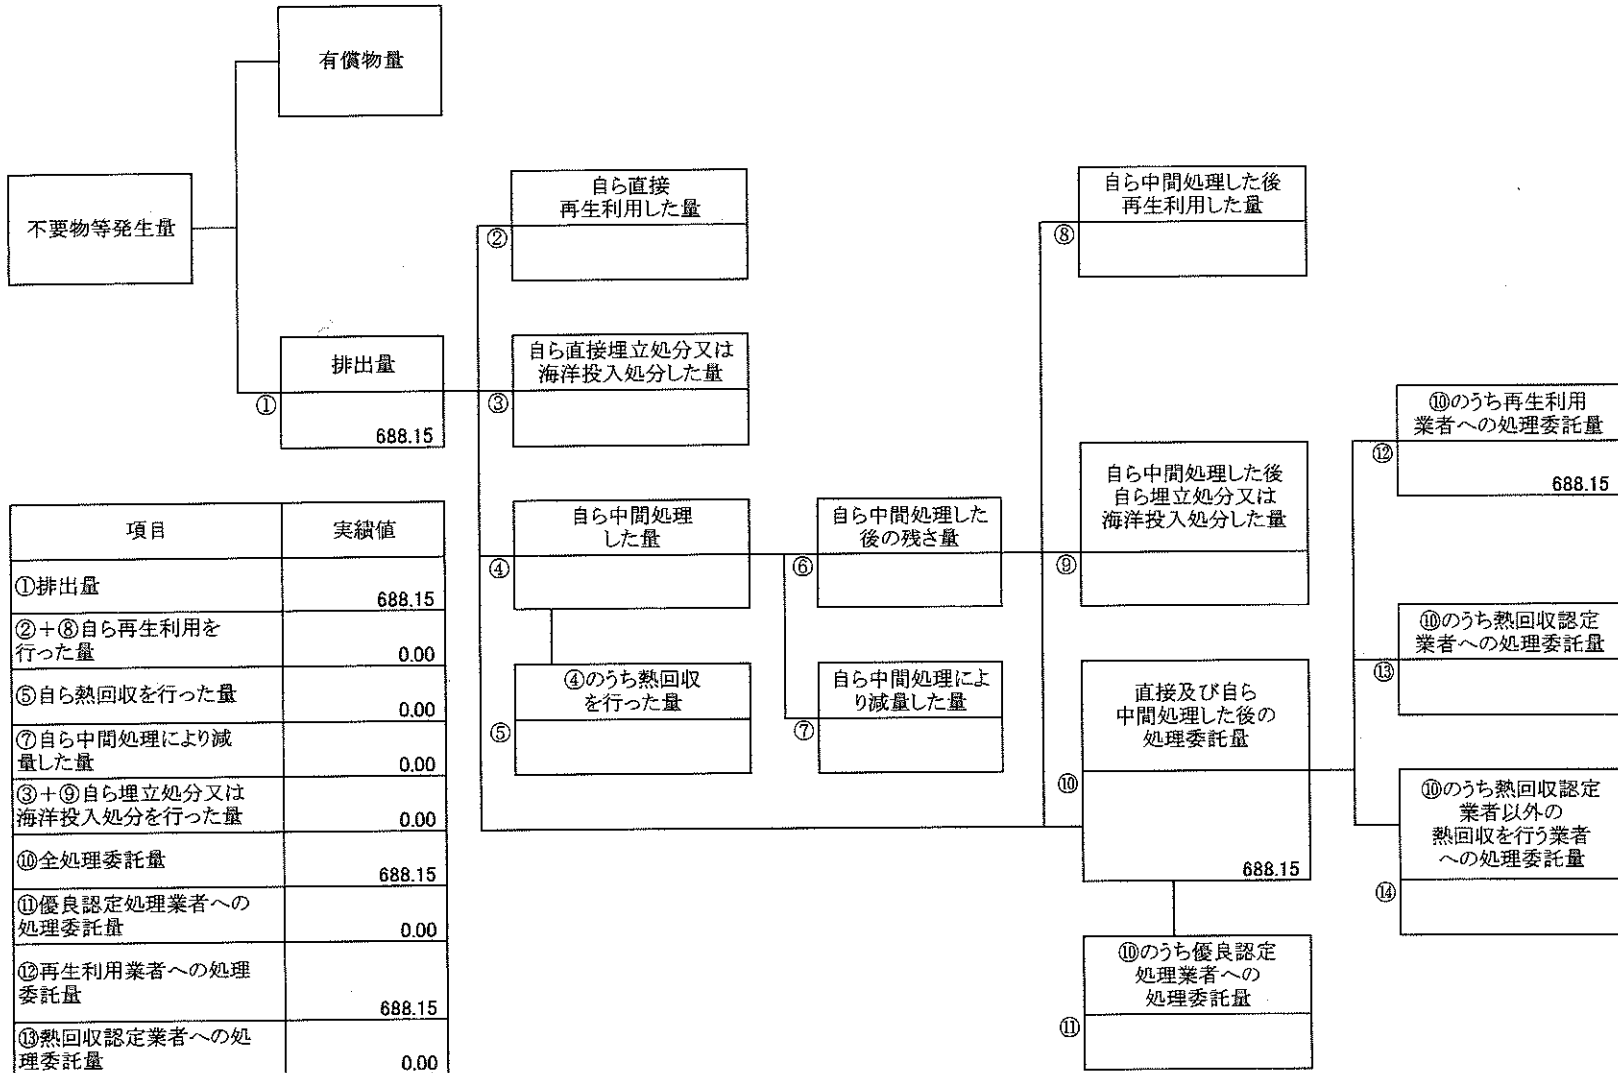 有償物量
不要物等発生量
排出量
①
688.15
自ら直接
再生利用した量
②
自ら直接埋立処分又は
海洋投入処分した量
③
自ら中間処理
した量
④
④のうち熱回収
を行った量
⑤
自ら中間処理した
後の残さ量
⑥
自ら中間処理によ
り減量した量
⑦
自ら中間処理した後
再生利用した量
⑧
自ら中間処理した後
自ら埋立処分又は
海洋投入処分した量
⑨
直接及び自ら
中間処理した後の
処理委託量
⑩
688.15
⑩のうち優良認定
処理業者への
処理委託量
⑪
⑩のうち再生利用
業者への処理委託量
⑫
688.15
⑩のうち熱回収認定
業者への処理委託量
⑬
⑩のうち熱回収認定
業者以外の
熱回収を行う業者
への処理委託量
⑭
項目 実績値
①排出量 688.15
②+⑧自ら再生利用を
行った量 0.00
⑤自ら熱回収を行った量 0.00
⑦自ら中間処理により減
量した量 0.00
③+⑨自ら埋立処分又は
海洋投入処分を行った量 0.00
⑩全処理委託量 688.15
⑪優良認定処理業者への
処理委託量 0.00
⑫再生利用業者への処理
委託量 688.15
⑬熱回収認定業者への処
理委託量 0.00